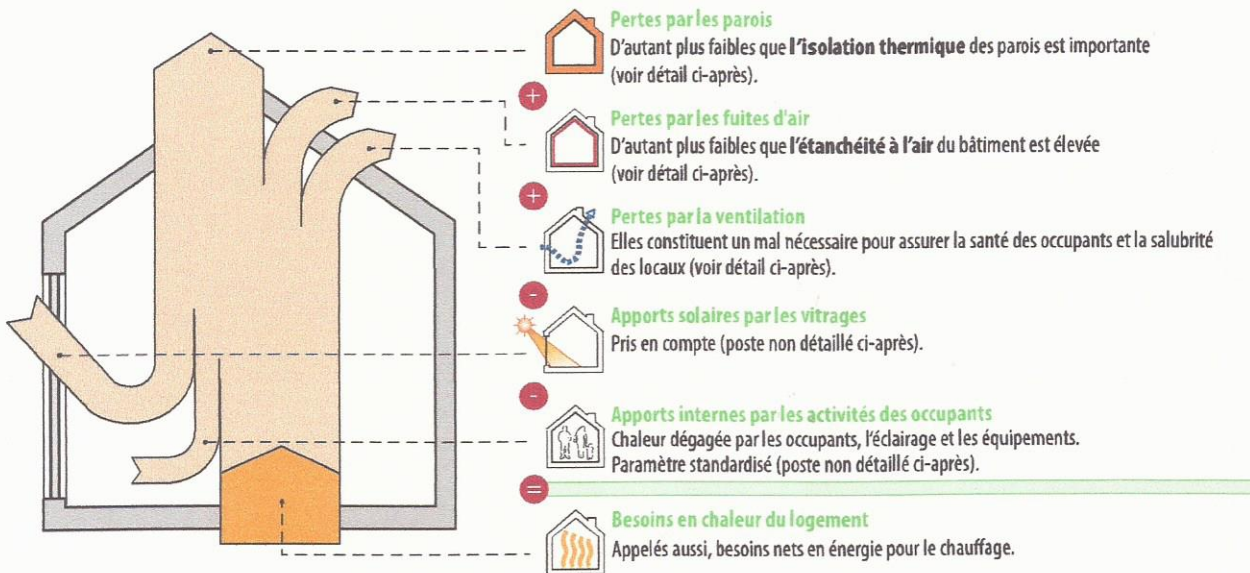 Pertes par les parois
D'autant plus faibles que l'isolation thermique des parois est importante
(voir détail ci-après).
+
Pertes par les fuites d'air
D'autant plus faibles que l'étanchéité à l'air du bâtiment est élevée
(voir détail ci-après).
+
Pertes par la ventilation
Elles constituent un mal nécessaire pour assurer la santé des occupants et la salubrité
des locaux (voir détail ci-après).
-
Apports solaires par les vitrages
Pris en compte (poste non détaillé ci-après).
-
Apports internes par les activités des occupants
Chaleur dégagée par les occupants, l'éclairage et les équipements.
Paramètre standardisé (poste non détaillé ci-après).
=
Besoins en chaleur du logement
Appelés aussi, besoins nets en énergie pour le chauffage.